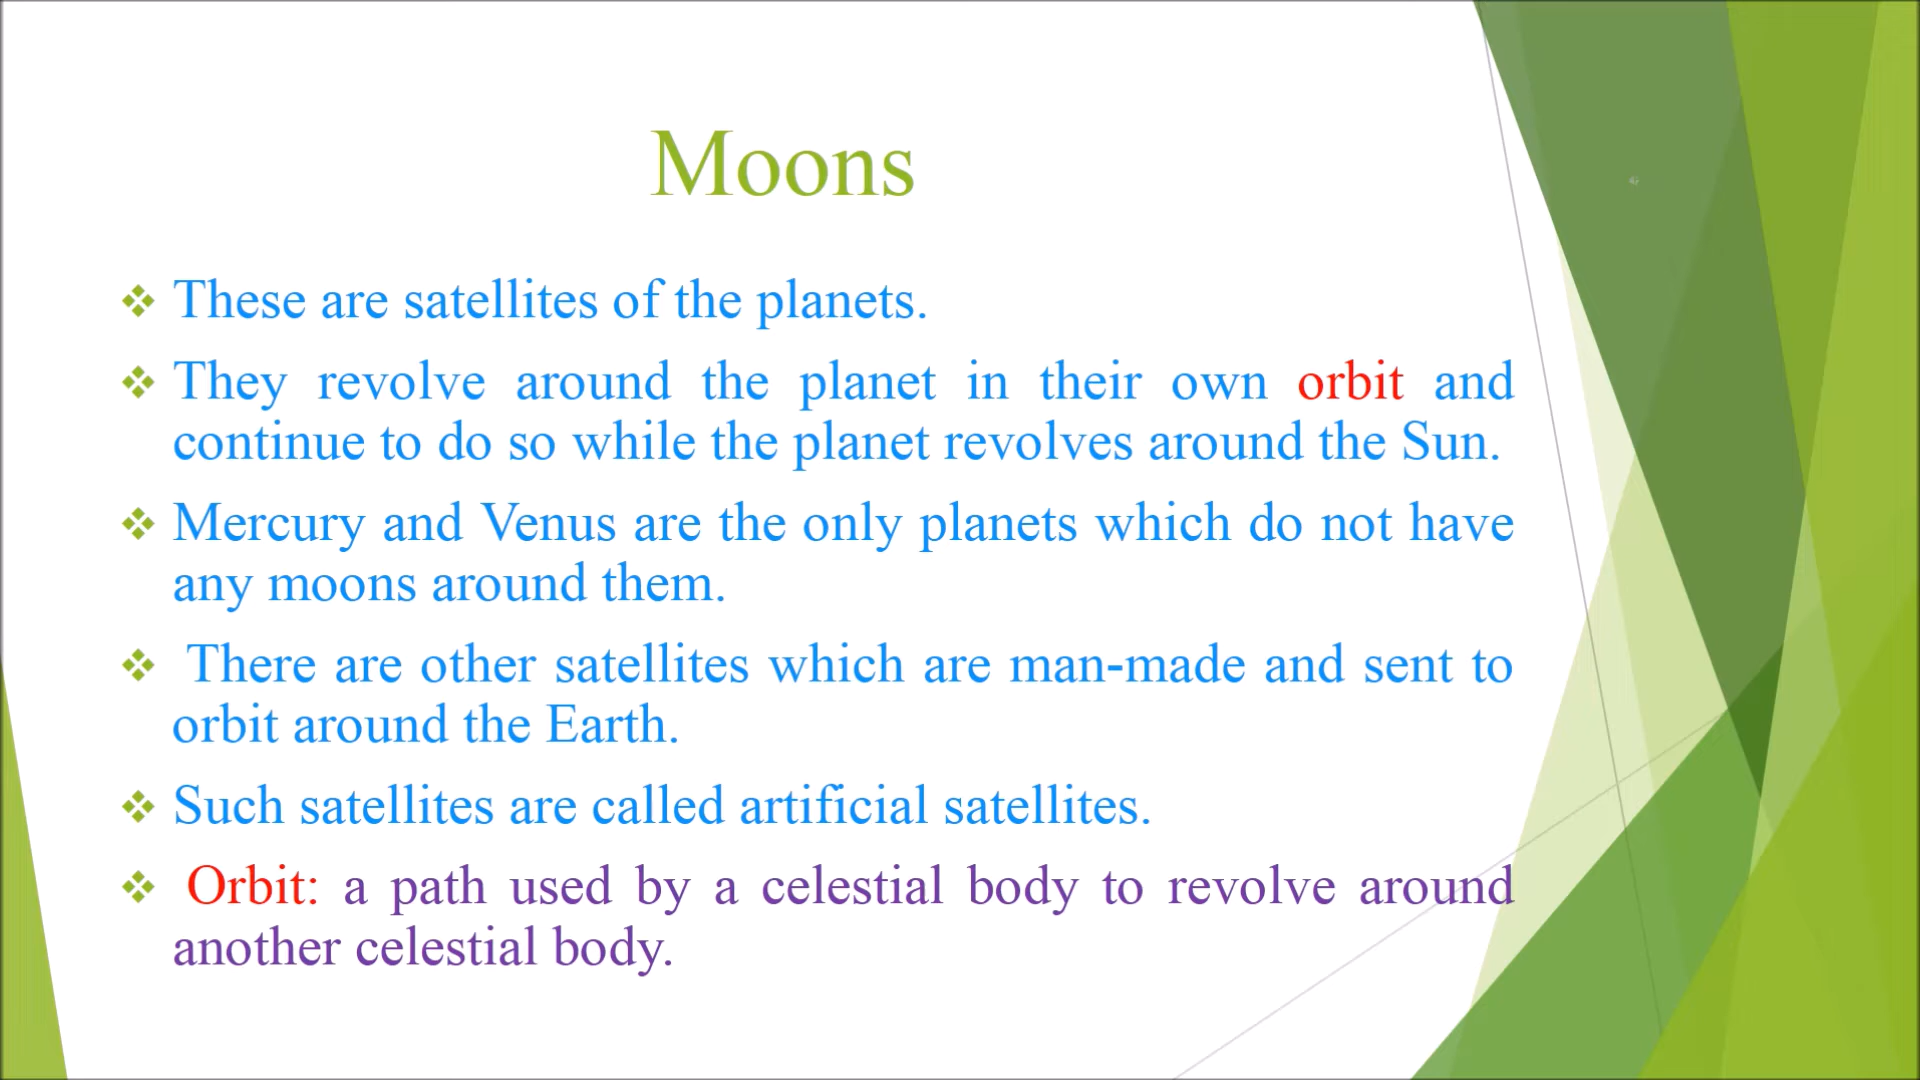 Moons
❖ These are satellites of the planets.
❖ They revolve around the planet in their own orbit and
continue to do so while the planet revolves around the Sun.
❖ Mercury and Venus are the only planets which do not have
any moons around them.
❖ There are other satellites which are man-made and sent to
orbit around the Earth.
❖ Such satellites are called artificial satellites.
❖ Orbit: a path used by a celestial body to revolve around
another celestial body.